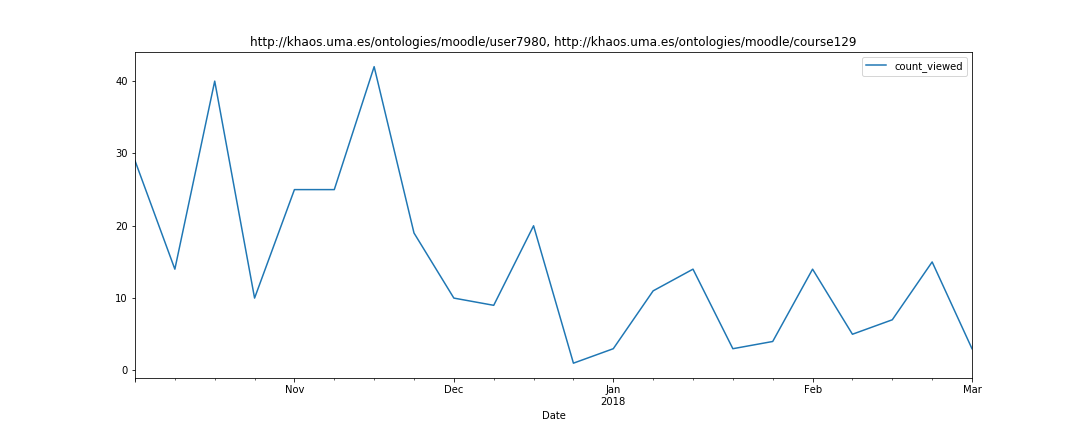 http://khaos.uma.es/ontologies/moodle/user7980, http://khaos.uma.es/ontologies/moodle/course129
count_viewed
40
30
20
10
0
Nov
Dec
Jan
2018
Feb
Mar
Date